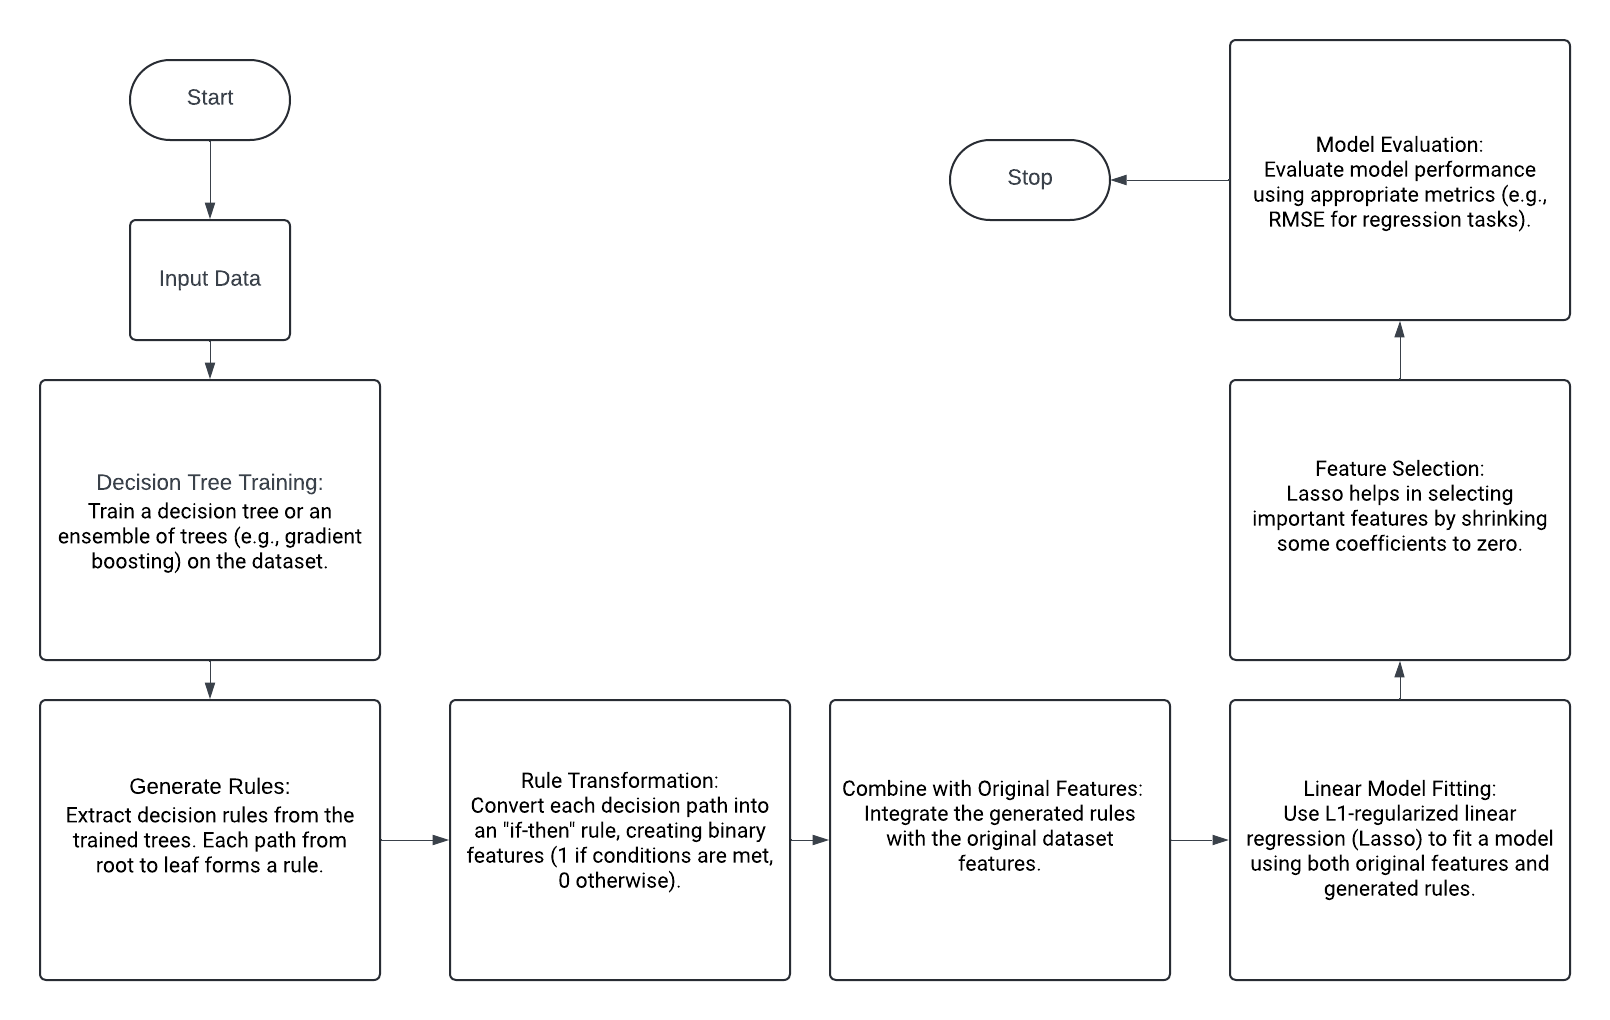 Start
Input Data
Decision Tree Training:
Train a decision tree or an
ensemble of trees (e.g., gradient
boosting) on the dataset.
Generate Rules:
Extract decision rules from the
trained trees. Each path from
root to leaf forms a rule.
Rule Transformation:
Convert each decision path into
an "if-then" rule, creating binary
features (1 if conditions are met,
0 otherwise).
Combine with Original Features:
Integrate the generated rules
with the original dataset
features.
Linear Model Fitting:
Use L1-regularized linear
regression (Lasso) to fit a model
using both original features and
generated rules.
Feature Selection:
Lasso helps in selecting
important features by shrinking
some coefficients to zero.
Model Evaluation:
Evaluate model performance
using appropriate metrics (e.g.,
RMSE for regression tasks).
Stop